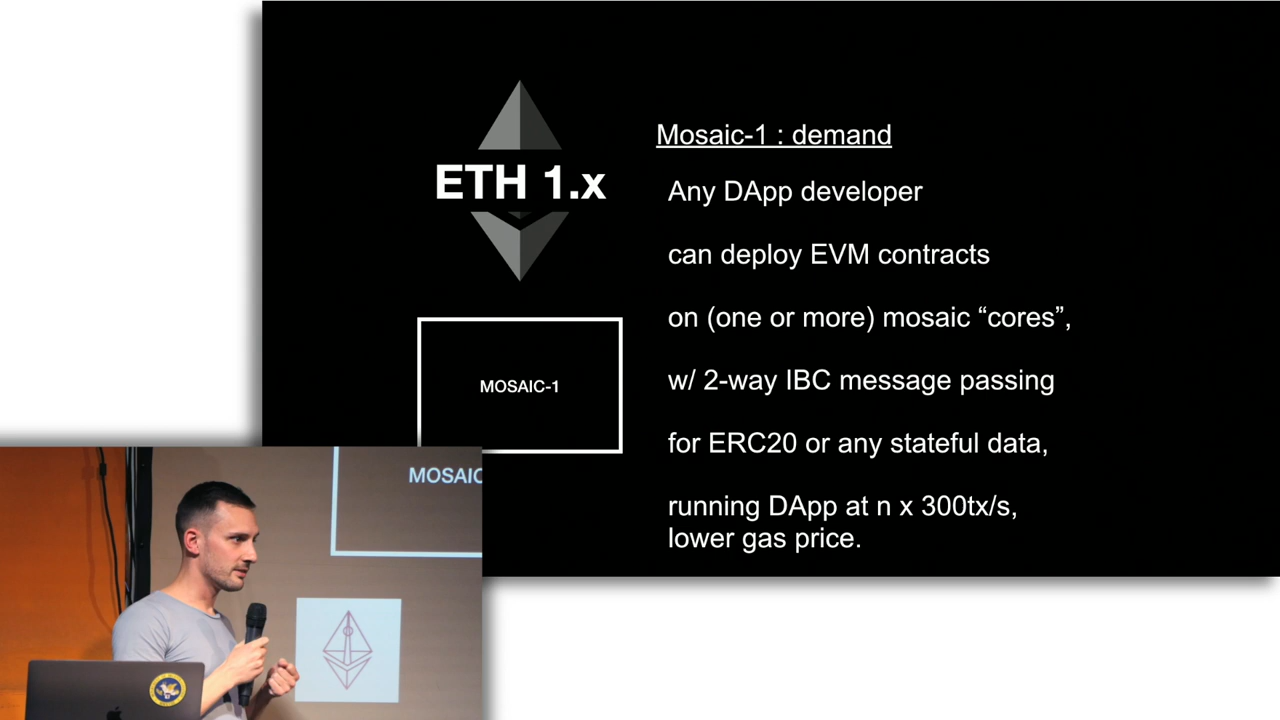 ETH 1.x
MOSAIC-1
Mosaic-1 : demand
Any DApp developer
can deploy EVM contracts
on (one or more) mosaic “cores”,
w/ 2-way IBC message passing
for ERC20 or any stateful data,
running DApp at n x 300tx/s,
lower gas price.
MOSAIC